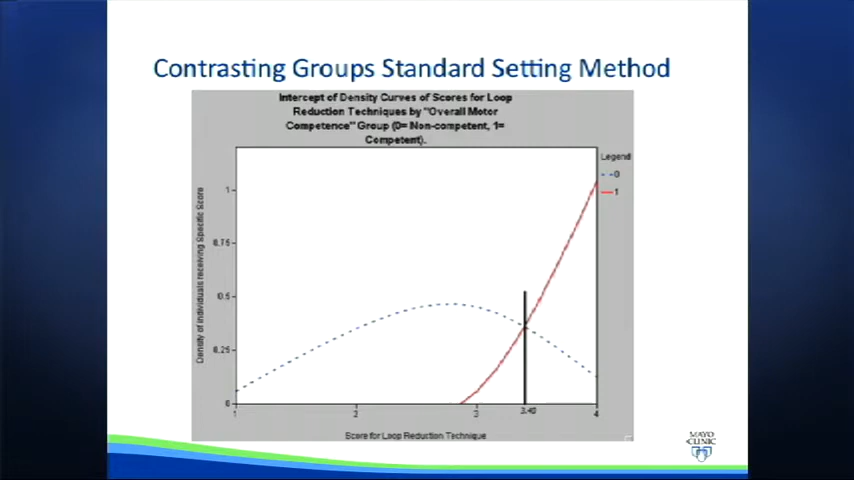 Contrasting Groups Standard Setting Method
Intercept of Density Curves of Scores for Loop
Reduction Techniques by "Overall Motor
Competence" Group (0= Non-competent, 1=
Competent).
Legend
0
1
Density of individuals receiving Specific Score
1
0.75
0.5
0.25
0
1
2
3
3.40
4
Score for Loop Reduction Technique
MAYO
CLINIC